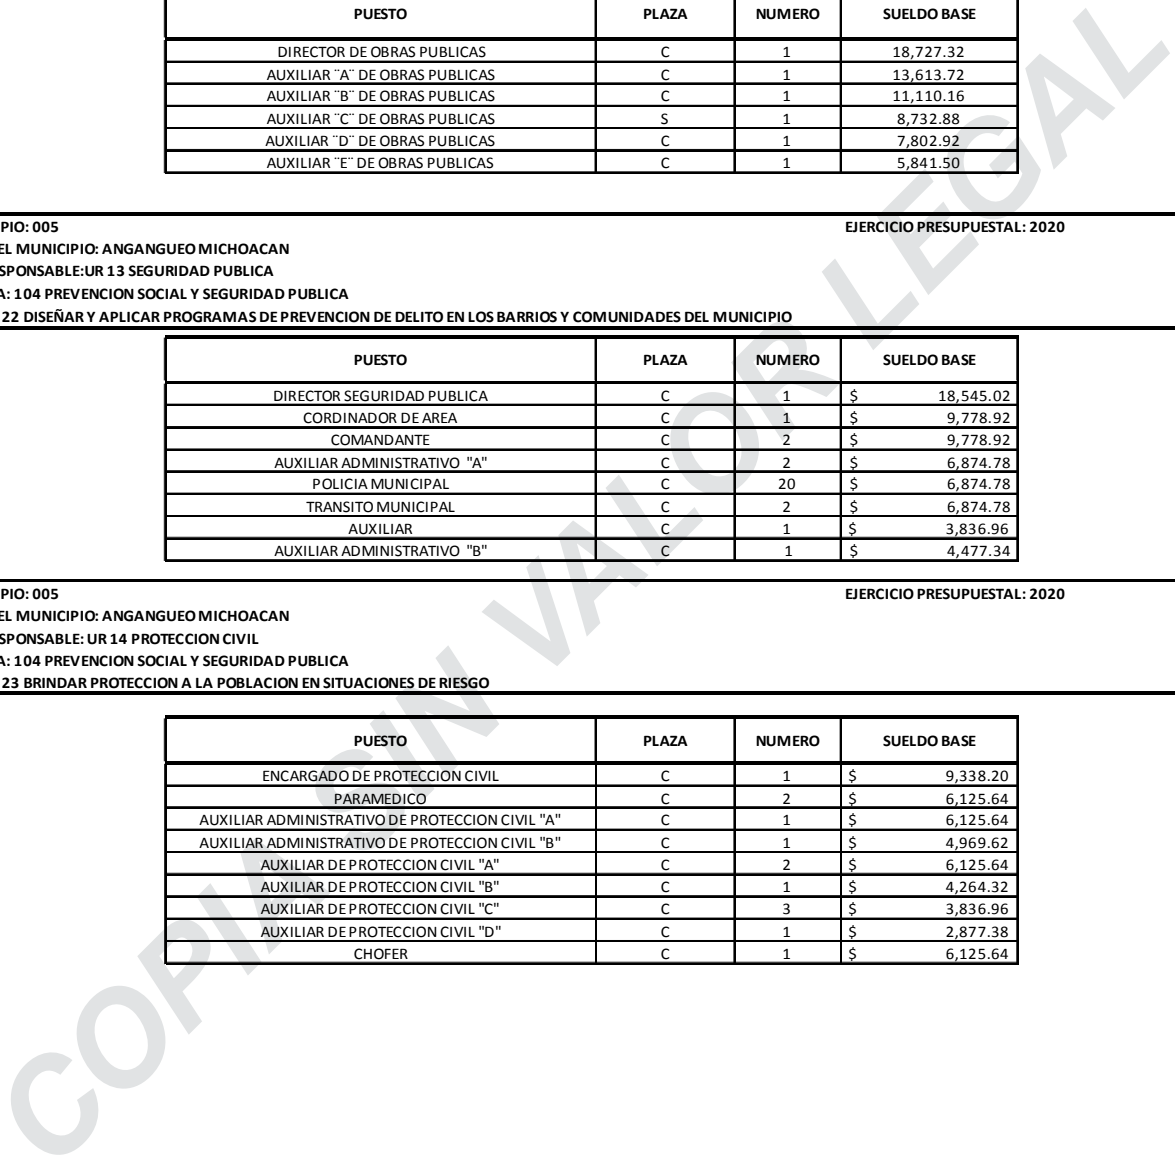 PUESTO PLAZA NUMERO SUELDO BASE
DIRECTOR DE OBRAS PUBLICAS C 1 18,727.32
AUXILIAR ¨A¨ DE OBRAS PUBLICAS C 1 13,613.72
AUXILIAR ¨B¨ DE OBRAS PUBLICAS C 1 11,110.16
AUXILIAR ¨C¨ DE OBRAS PUBLICAS S 1 8,732.88
AUXILIAR ¨D¨ DE OBRAS PUBLICAS C 1 7,802.92
AUXILIAR ¨E¨ DE OBRAS PUBLICAS C 1 5,841.50
PIO: 005 EJERCICIO PRESUPUESTAL: 2020
EL MUNICIPIO: ANGANGUEO MICHOACAN
SPONSABLE:UR 13 SEGURIDAD PUBLICA
A: 104 PREVENCION SOCIAL Y SEGURIDAD PUBLICA
22 DISEÑAR Y APLICAR PROGRAMAS DE PREVENCION DE DELITO EN LOS BARRIOS Y COMUNIDADES DEL MUNICIPIO
PUESTO PLAZA NUMERO SUELDO BASE
DIRECTOR SEGURIDAD PUBLICA C 1 $ 18,545.02
CORDINADOR DE AREA C 1 $ 9,778.92
COMANDANTE C 2 $ 9,778.92
AUXILIAR ADMINISTRATIVO "A" C 2 $ 6,874.78
POLICIA MUNICIPAL C 20 $ 6,874.78
TRANSITO MUNICIPAL C 2 $ 6,874.78
AUXILIAR C 1 $ 3,836.96
AUXILIAR ADMINISTRATIVO "B" C 1 $ 4,477.34
PIO: 005 EJERCICIO PRESUPUESTAL: 2020
EL MUNICIPIO: ANGANGUEO MICHOACAN
SPONSABLE: UR 14 PROTECCION CIVIL
A: 104 PREVENCION SOCIAL Y SEGURIDAD PUBLICA
23 BRINDAR PROTECCION A LA POBLACION EN SITUACIONES DE RIESGO
PUESTO PLAZA NUMERO SUELDO BASE
ENCARGADO DE PROTECCION CIVIL C 1 $ 9,338.20
PARAMEDICO C 2 $ 6,125.64
AUXILIAR ADMINISTRATIVO DE PROTECCION CIVIL "A" C 1 $ 6,125.64
AUXILIAR ADMINISTRATIVO DE PROTECCION CIVIL "B" C 1 $ 4,969.62
AUXILIAR DE PROTECCION CIVIL "A" C 2 $ 6,125.64
AUXILIAR DE PROTECCION CIVIL "B" C 1 $ 4,264.32
AUXILIAR DE PROTECCION CIVIL "C" C 3 $ 3,836.96
AUXILIAR DE PROTECCION CIVIL "D" C 1 $ 2,877.38
CHOFER C 1 $ 6,125.64
COPIA SIN VALOR LEGAL